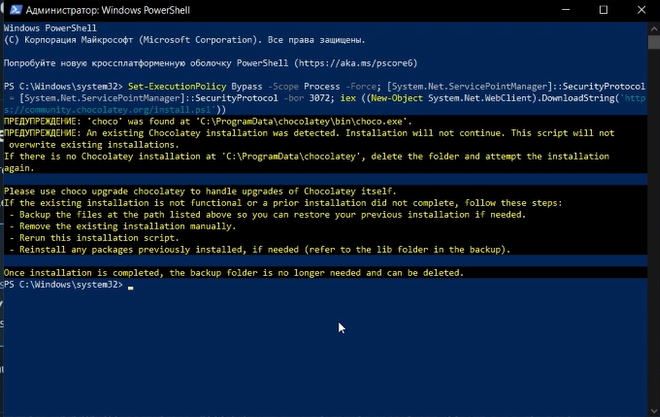 Администратор: Windows PowerShell
Windows PowerShell
(C) Корпорация Майкрософт (Microsoft Corporation). Все права защищены.
Попробуйте новую кроссплатформенную оболочку PowerShell (https://aka.ms/pscore6)
PS C:\Windows\system32> Set-ExecutionPolicy Bypass -Scope Process -Force; [System.Net.ServicePointManager]::SecurityProtocol
= [System.Net.ServicePointManager]::SecurityProtocol -bor 3072; iex ((New-Object System.Net.WebClient).DownloadString('http
s://community.chocolatey.org/install.ps1'))
ПРЕДУПРЕЖДЕНИЕ: 'choco' was found at 'C:\ProgramData\chocolatey\bin\choco.exe'.
ПРЕДУПРЕЖДЕНИЕ: An existing Chocolatey installation was detected. Installation will not continue. This script will not
overwrite existing installations.
If there is no Chocolatey installation at 'C:\ProgramData\chocolatey', delete the folder and attempt the installation
again.
Please use choco upgrade chocolatey to handle upgrades of Chocolatey itself.
If the existing installation is not functional or a prior installation did not complete, follow these steps:
- Backup the files at the path listed above so you can restore your previous installation if needed.
- Remove the existing installation manually.
- Rerun this installation script.
- Reinstall any packages previously installed, if needed (refer to the lib folder in the backup).
Once installation is completed, the backup folder is no longer needed and can be deleted.
PS C:\Windows\system32>